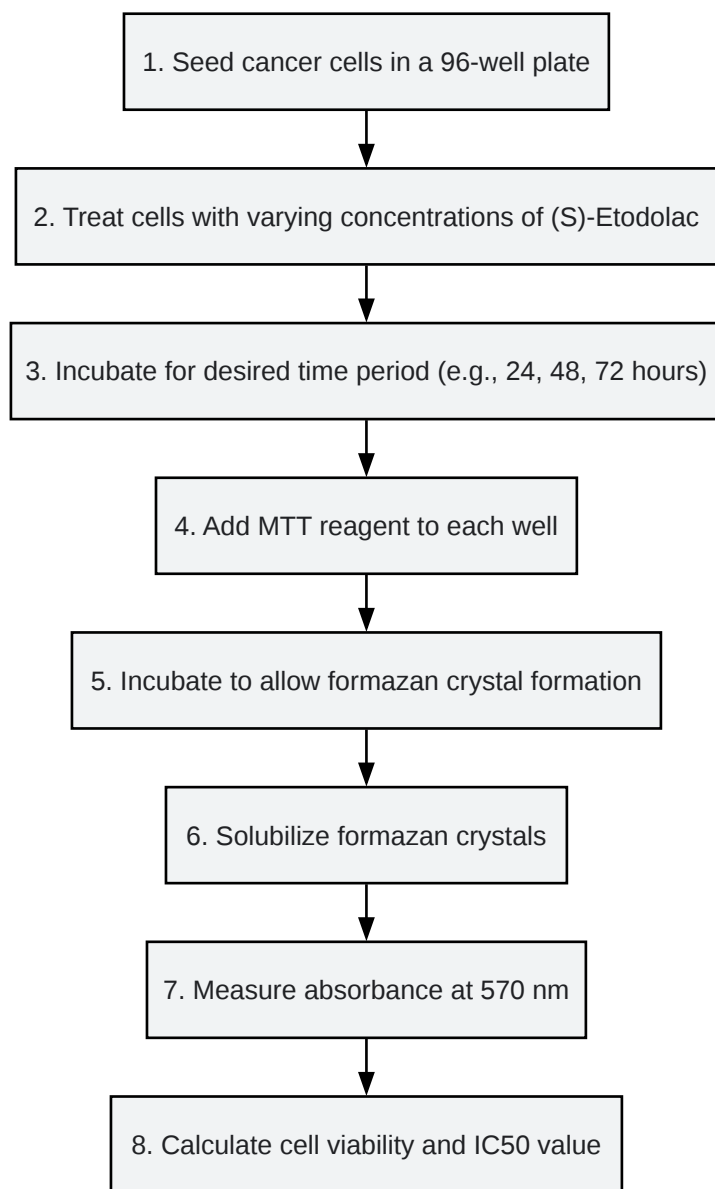 1. Seed cancer cells in a 96-well plate
2. Treat cells with varying concentrations of (S)-Etodolac
3. Incubate for desired time period (e.g., 24, 48, 72 hours)
4. Add MTT reagent to each well
5. Incubate to allow formazan crystal formation
6. Solubilize formazan crystals
7. Measure absorbance at 570 nm
8. Calculate cell viability and IC50 value